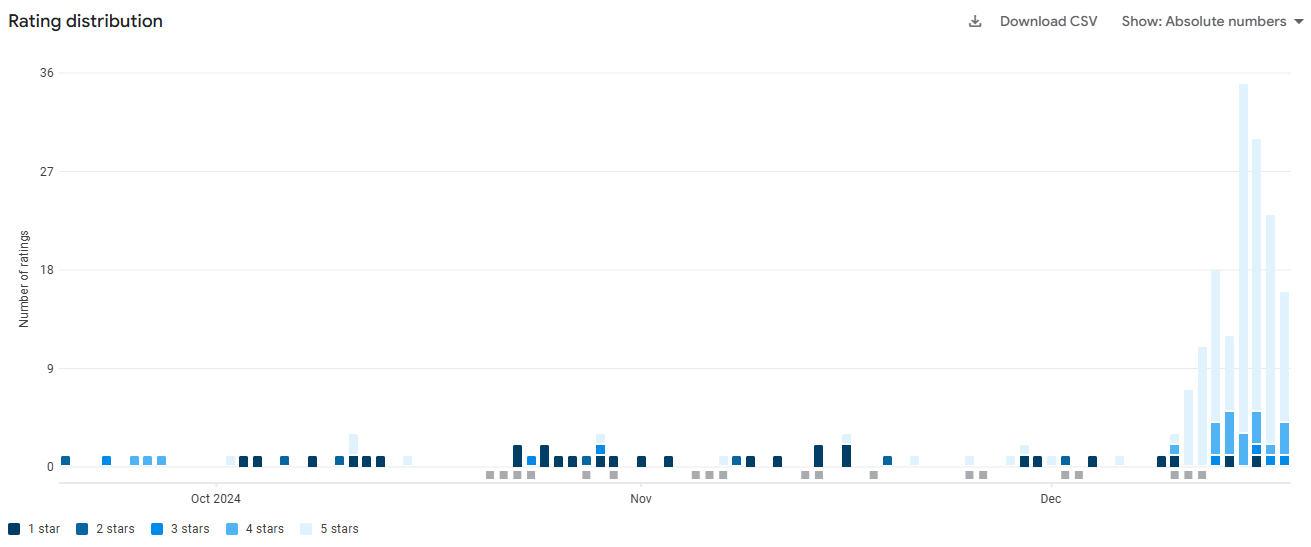 Rating distribution
Download CSV
Show: Absolute numbers
36
27
18
9
0
Number of ratings
Oct 2024
Nov
Dec
1 star
2 stars
3 stars
4 stars
5 stars